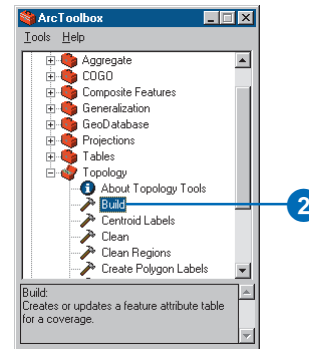 ArcToolbox
Tools Help
Aggregate
COGO
Composite Features
Generalization
GeoDatabase
Projections
Tables
Topology
About Topology Tools
Build
2
Centroid Labels
Clean
Clean Regions
Create Polygon Labels
Build:
Creates or updates a feature attribute table
for a coverage.